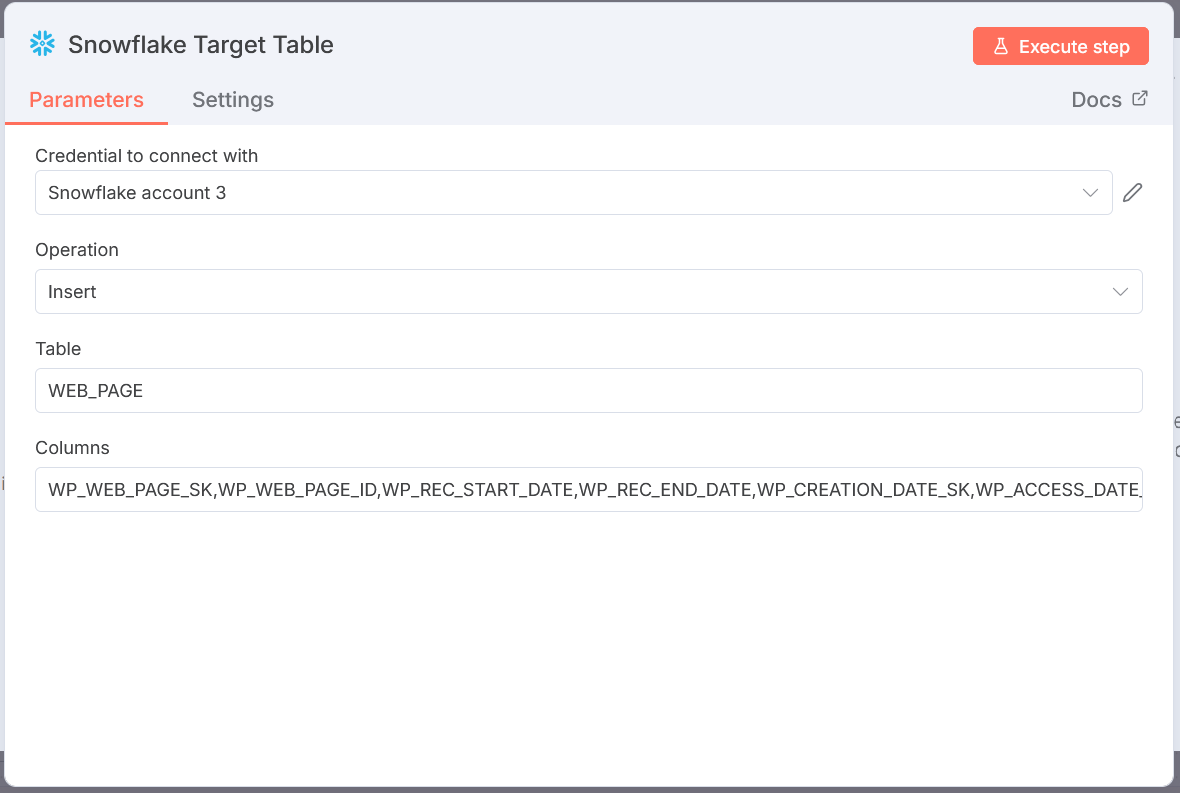 Snowflake Target Table
Execute step
Parameters
Settings
Docs
Credential to connect with
Snowflake account 3
Operation
Insert
Table
WEB_PAGE
Columns
WP_WEB_PAGE_SK,WP_WEB_PAGE_ID,WP_REC_START_DATE,WP_REC_END_DATE,WP_CREATION_DATE_SK,WP_ACCESS_DATE_